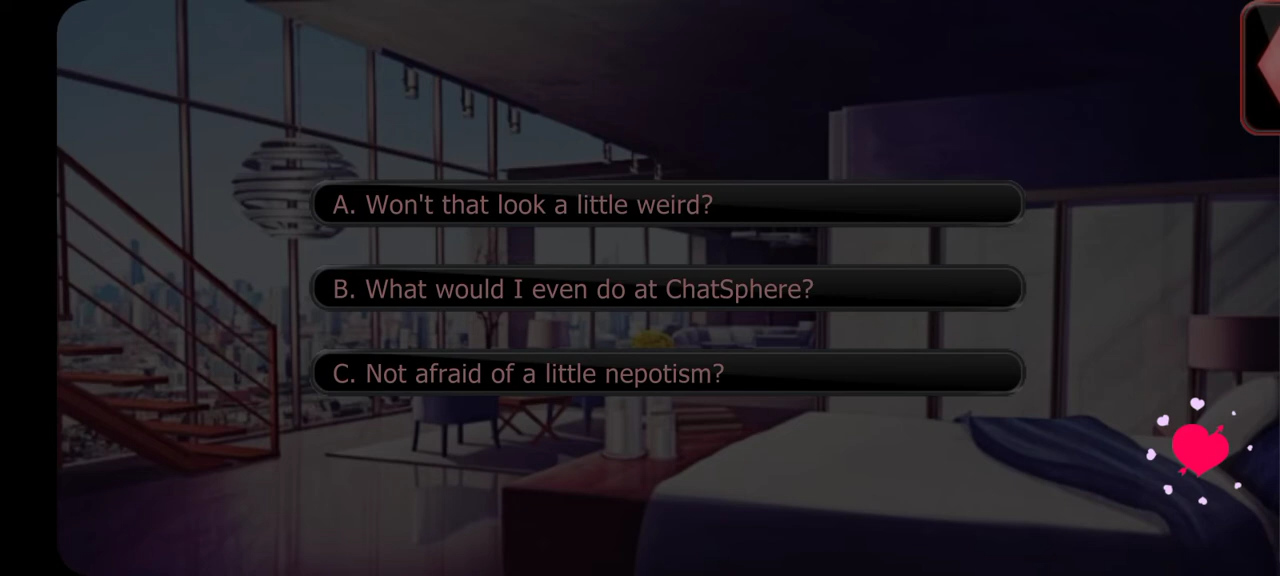 A. Won't that look a little weird?
B. What would I even do at ChatSphere?
C. Not afraid of a little nepotism?